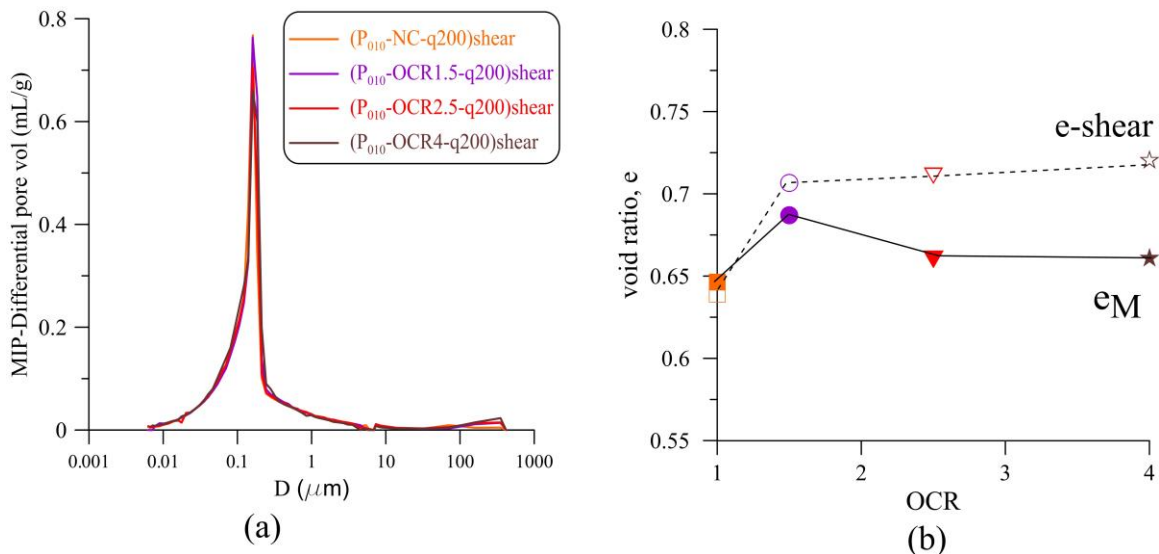 0.8
0.6
0.4
0.2
0
MIP-Differential pore vol (mL/g)
0.001
0.01
0.1
1
10
100
1000
D (μm)
(P010-NC-q200)shear
(P010-OCR1.5-q200)shear
(P010-OCR2.5-q200)shear
(P010-OCR4-q200)shear
(a)
0.8
0.75
0.7
0.65
0.6
0.55
void ratio, e
1
2
3
4
OCR
e-shear
eM
(b)